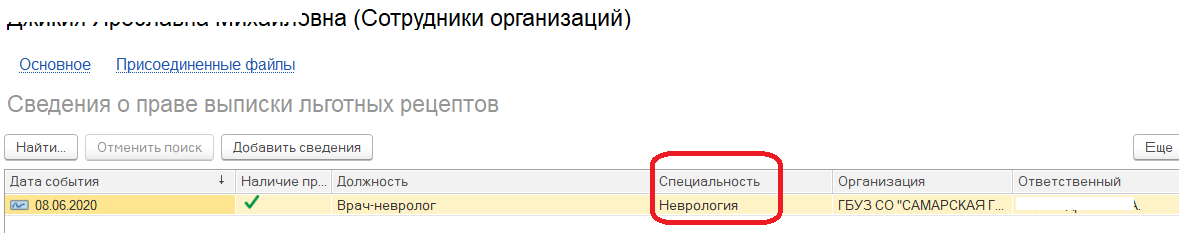 Михайловна (Сотрудники организаций)
Основное Присоединенные файлы
Сведения о праве выписки льготных рецептов
Найти... Отменить поиск Добавить сведения Еще
Дата события ↓ Наличие пр... Должность Специальность Организация Ответственный
08.06.2020 Врач-невролог Неврология ГБУЗ СО "САМАРСКАЯ Г... А.